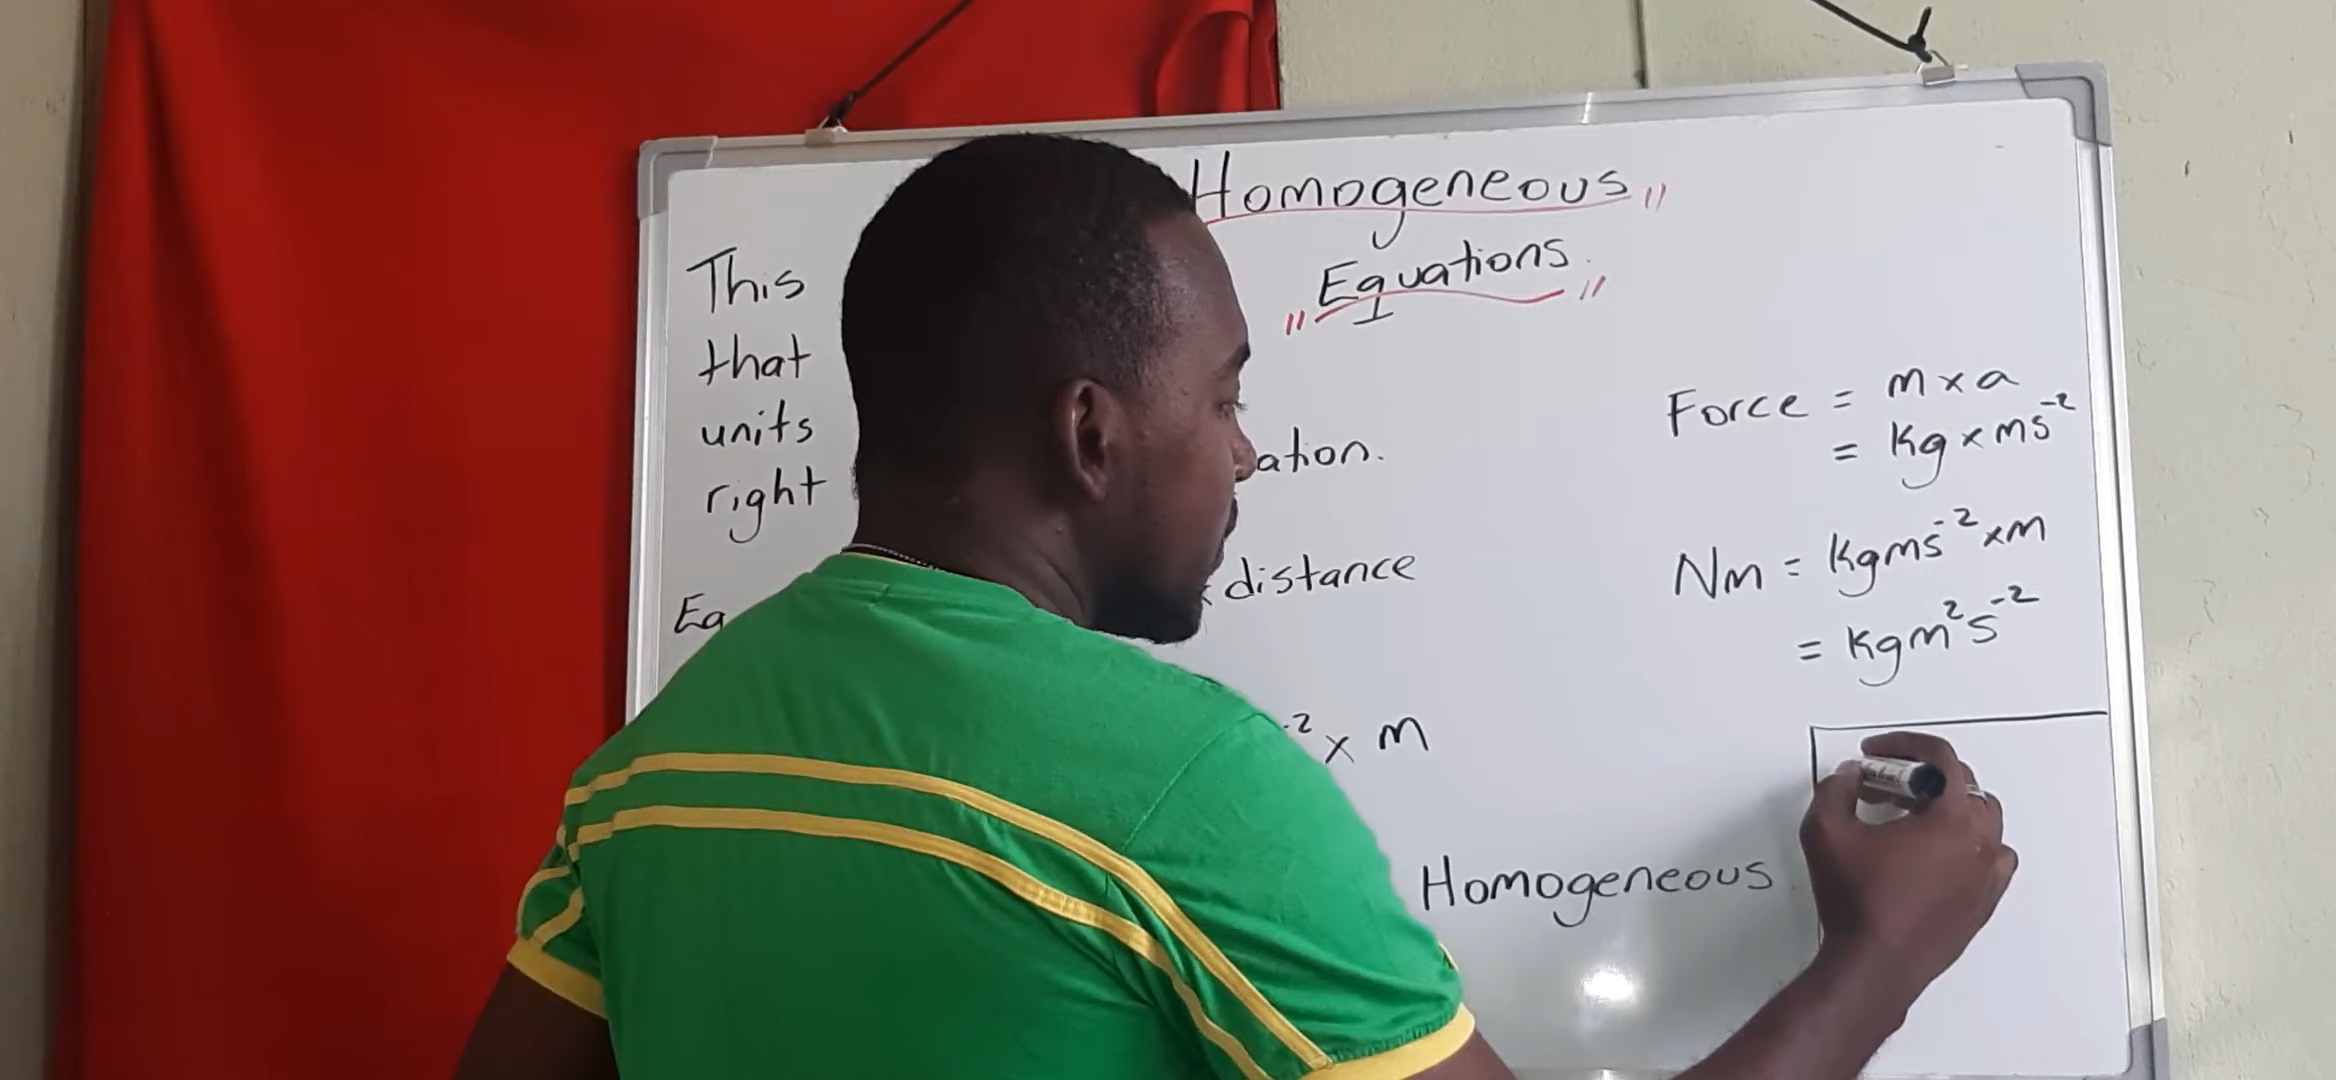 Homogeneous
Equations.
This
that
units ation.
right
Eg distance
-2 x m
Homogeneous
Force = m x a
= Kg x ms⁻²
Nm = Kgms⁻² x m
= Kgm²s⁻²